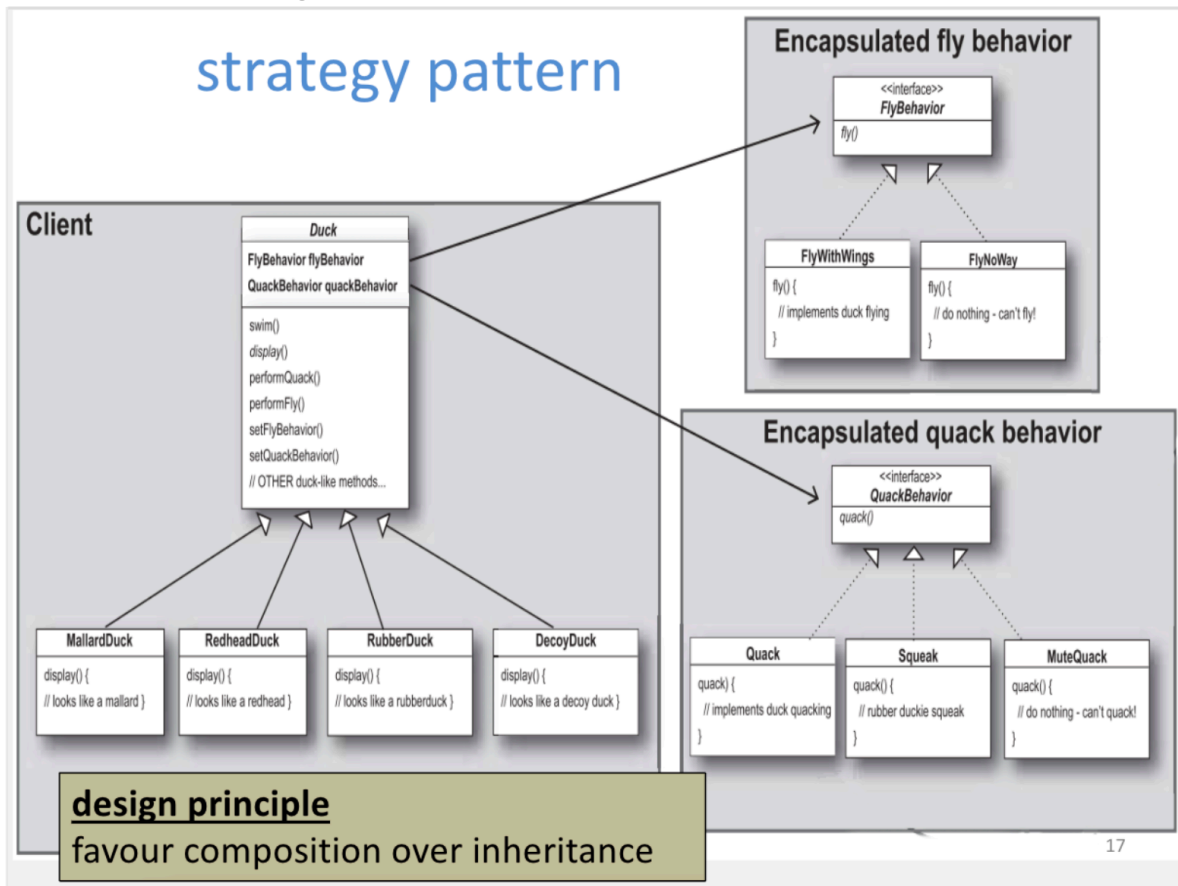 strategy pattern
Encapsulated fly behavior
<<interface>>
FlyBehavior
fly()
FlyWithWings
fly() {
// implements duck flying
}
FlyNoWay
fly() {
// do nothing - can't fly!
}
Client
Duck
FlyBehavior flyBehavior
QuackBehavior quackBehavior
swim()
display()
performQuack()
performFly()
setFlyBehavior()
setQuackBehavior()
// OTHER duck-like methods...
MallardDuck
display() {
// looks like a mallard }
RedheadDuck
display() {
// looks like a redhead }
RubberDuck
display() {
// looks like a rubberduck }
DecoyDuck
display() {
// looks like a decoy duck }
Encapsulated quack behavior
<<interface>>
QuackBehavior
quack()
Quack
quack) {
// implements duck quacking
}
Squeak
quack() {
// rubber duckie squeak
}
MuteQuack
quack() {
// do nothing - can't quack!
}
design principle
favour composition over inheritance
17